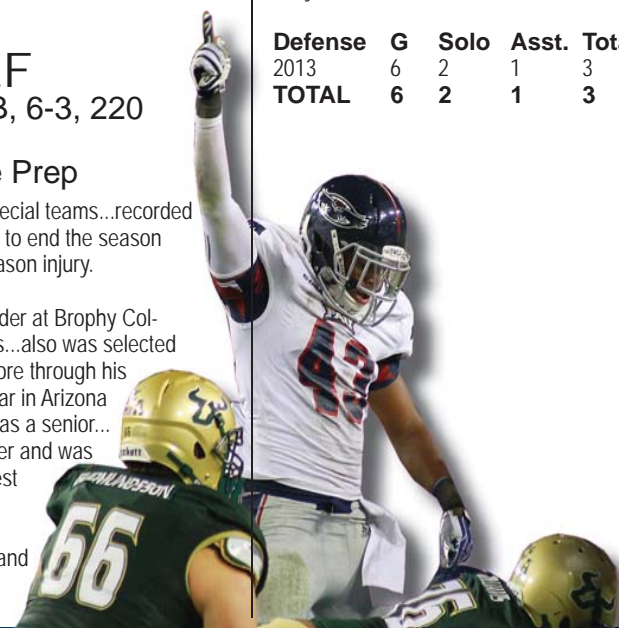 F
, 6-3, 220
Prep
ecial teams...recorded
to end the season
ason injury.
der at Brophy Col-
s...also was selected
ore through his
ar in Arizona
as a senior...
er and was
est
and
Defense G Solo Asst. Tota
2013 6 2 1 3
TOTAL 6 2 1 3
43
66